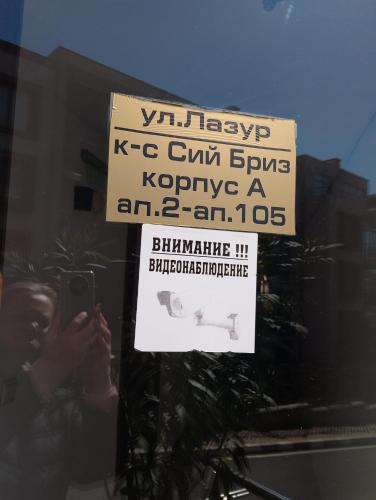 ул.Лазур
к-с Сий Бриз
корпус А
ап.2-ап.105
ВНИМАНИЕ !!!
ВИДЕОНАБЛЮДЕНИЕ